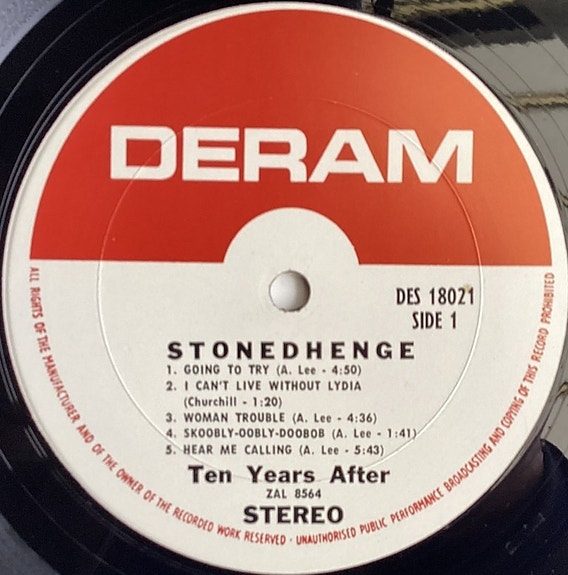 DERAM
DES 18021
SIDE 1
STONEDHENGE
1. GOING TO TRY (A. Lee - 4:50)
2. I CAN'T LIVE WITHOUT LYDIA
(Churchill - 1:20)
3. WOMAN TROUBLE (A. Lee - 4:36)
4. SKOOBLY-OOBLY-DOOBOB (A. Lee - 1:41)
5. HEAR ME CALLING (A. Lee - 5:43)
Ten Years After
ZAL 8564
STEREO
ALL RIGHTS OF THE MANUFACTURER AND OF THE OWNER OF THE RECORDED WORK RESERVED - UNAUTHORISED PUBLIC PERFORMANCE BROADCASTING AND COPYING OF THIS RECORD PROHIBITED